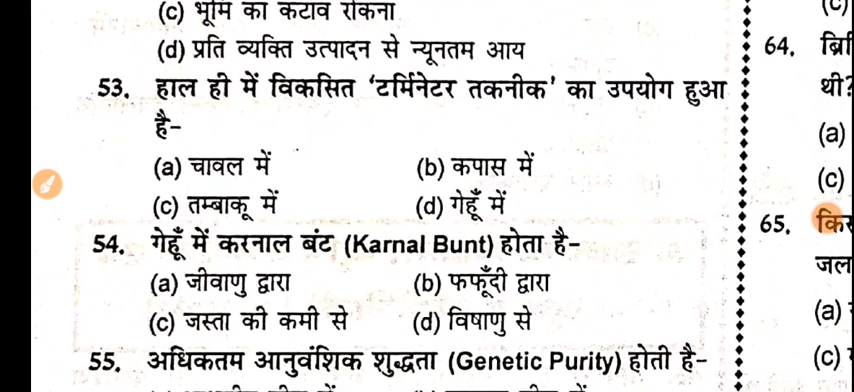 (c) भूमि का कटाव रोकना
(d) प्रति व्यक्ति उत्पादन से न्यूनतम आय
53. हाल ही में विकसित 'टर्मिनेटर तकनीक' का उपयोग हुआ
है-
(a) चावल में (b) कपास में
(c) तम्बाकू में (d) गेहूँ में
54. गेहूँ में करनाल बंट (Karnal Bunt) होता है-
(a) जीवाणु द्वारा (b) फफूँदी द्वारा
(c) जस्ता की कमी से (d) विषाणु से
55. अधिकतम आनुवंशिक शुद्धता (Genetic Purity) होती है-
(c)
64.
थी?
(a)
(c)
65.
जल
(a)
(c)